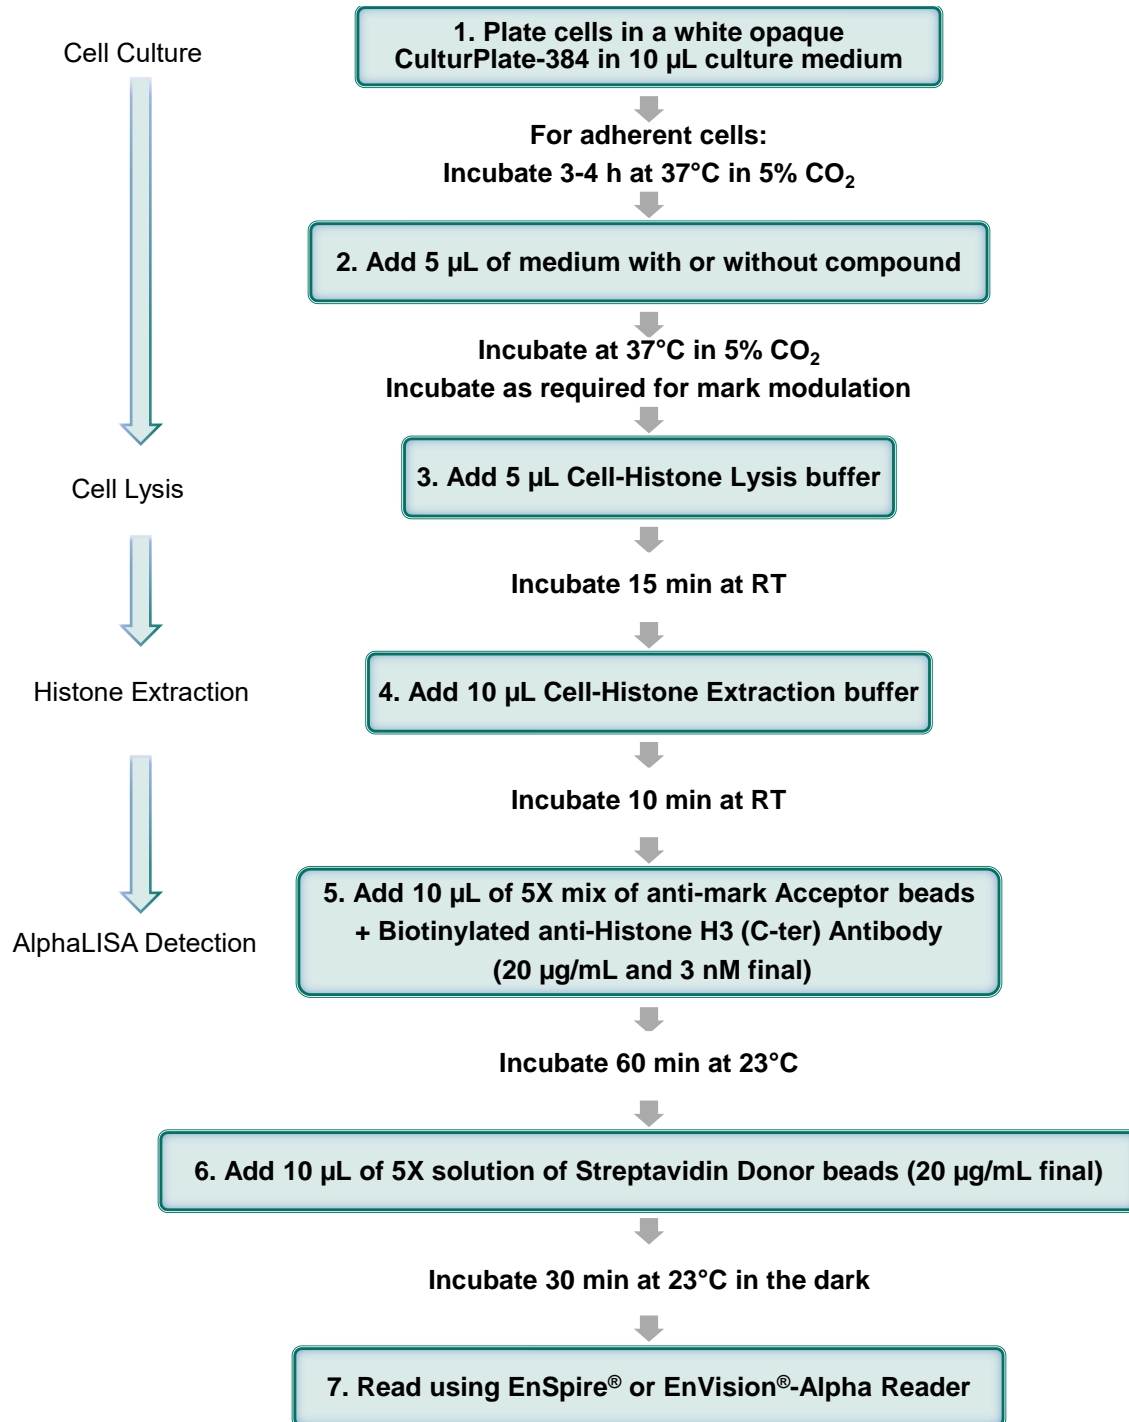 Cell Culture
1. Plate cells in a white opaque
CulturPlate-384 in 10 µL culture medium
For adherent cells:
Incubate 3-4 h at 37°C in 5% CO₂
2. Add 5 µL of medium with or without compound
Incubate at 37°C in 5% CO₂
Incubate as required for mark modulation
Cell Lysis
3. Add 5 µL Cell-Histone Lysis buffer
Incubate 15 min at RT
Histone Extraction
4. Add 10 µL Cell-Histone Extraction buffer
Incubate 10 min at RT
AlphaLISA Detection
5. Add 10 µL of 5X mix of anti-mark Acceptor beads
+ Biotinylated anti-Histone H3 (C-ter) Antibody
(20 µg/mL and 3 nM final)
Incubate 60 min at 23°C
6. Add 10 µL of 5X solution of Streptavidin Donor beads (20 µg/mL final)
Incubate 30 min at 23°C in the dark
7. Read using EnSpire® or EnVision®-Alpha Reader